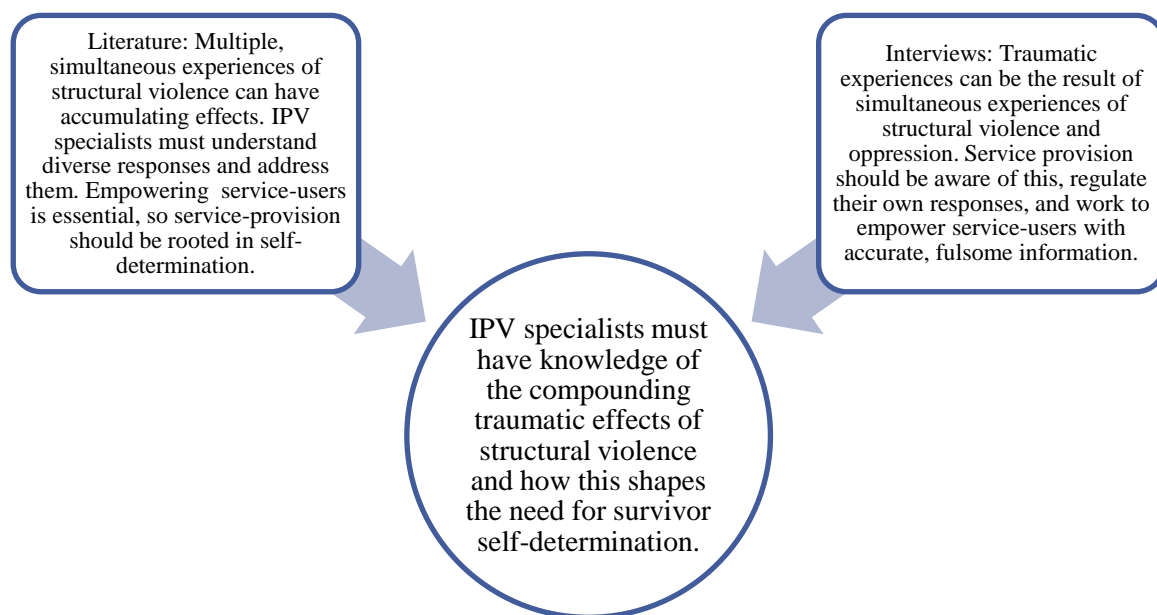 Literature: Multiple,
simultaneous experiences of
structural violence can have
accumulating effects. IPV
specialists must understand
diverse responses and address
them. Empowering service-users
is essential, so service-provision
should be rooted in self-
determination.
Interviews: Traumatic
experiences can be the result of
simultaneous experiences of
structural violence and
oppression. Service provision
should be aware of this, regulate
their own responses, and work to
empower service-users with
accurate, fulsome information.
IPV specialists must
have knowledge of
the compounding
traumatic effects of
structural violence
and how this shapes
the need for survivor
self-determination.